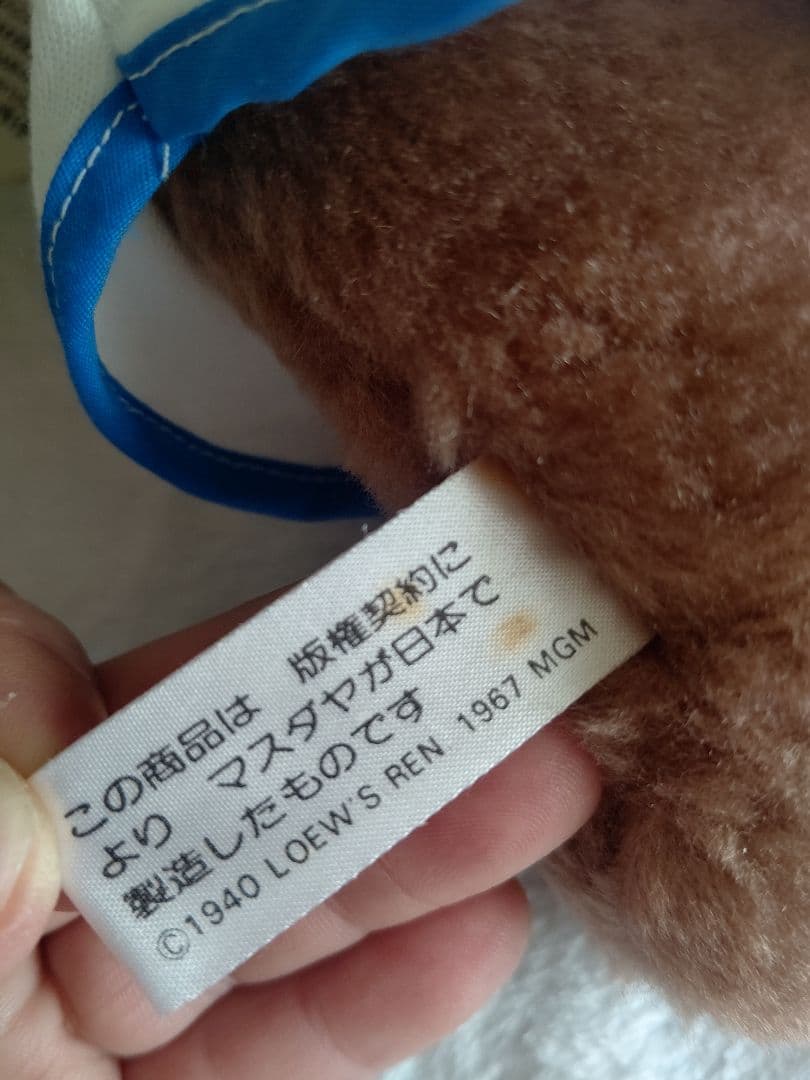 この商品は 版権契約に
より マスダヤが日本で
製造したものです
©1940 LOEW'S REN. 1967 MGM